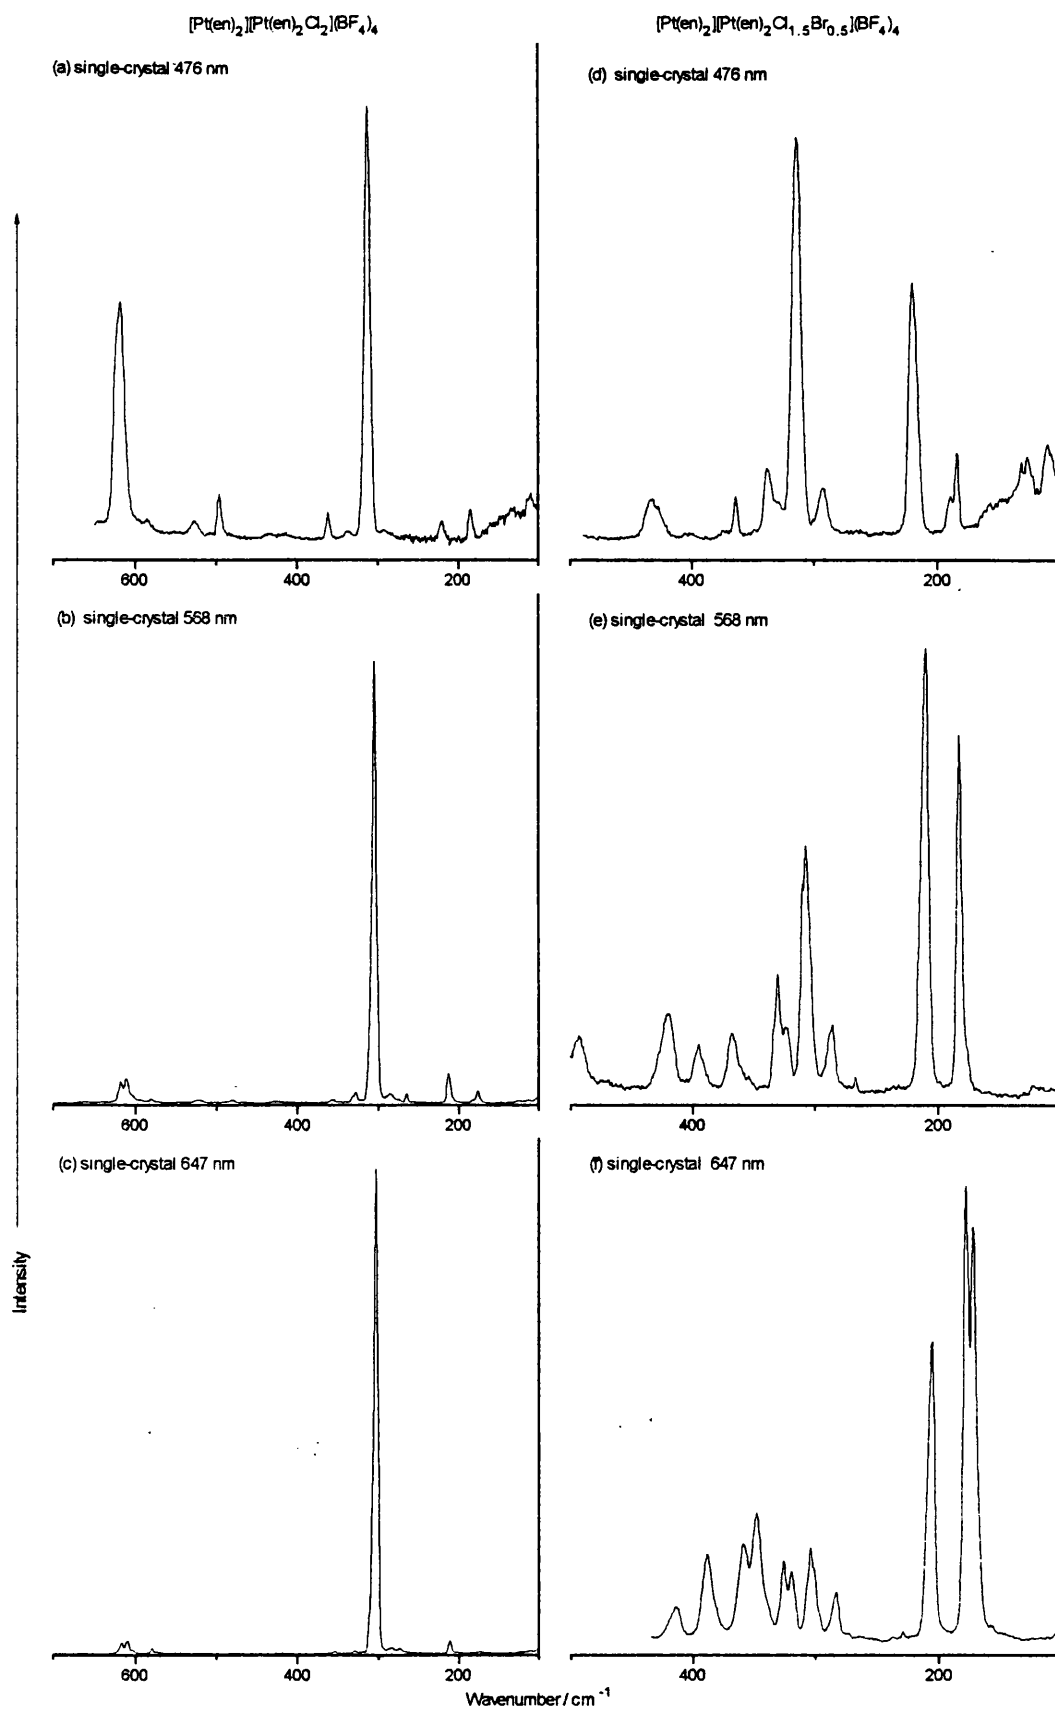 [Pt(en)₂][Pt(en)₂Cl₂](BF₄)₄
[Pt(en)₂][Pt(en)₂Cl₁.₅Br₀.₅](BF₄)₄
(a) single-crystal 476 nm
(d) single-crystal 476 nm
600 400 200
400 200
(b) single-crystal 568 nm
(e) single-crystal 568 nm
600 400 200
400 200
(c) single-crystal 647 nm
(f) single-crystal 647 nm
600 400 200
400 200
Intensity
Wavenumber / cm⁻¹